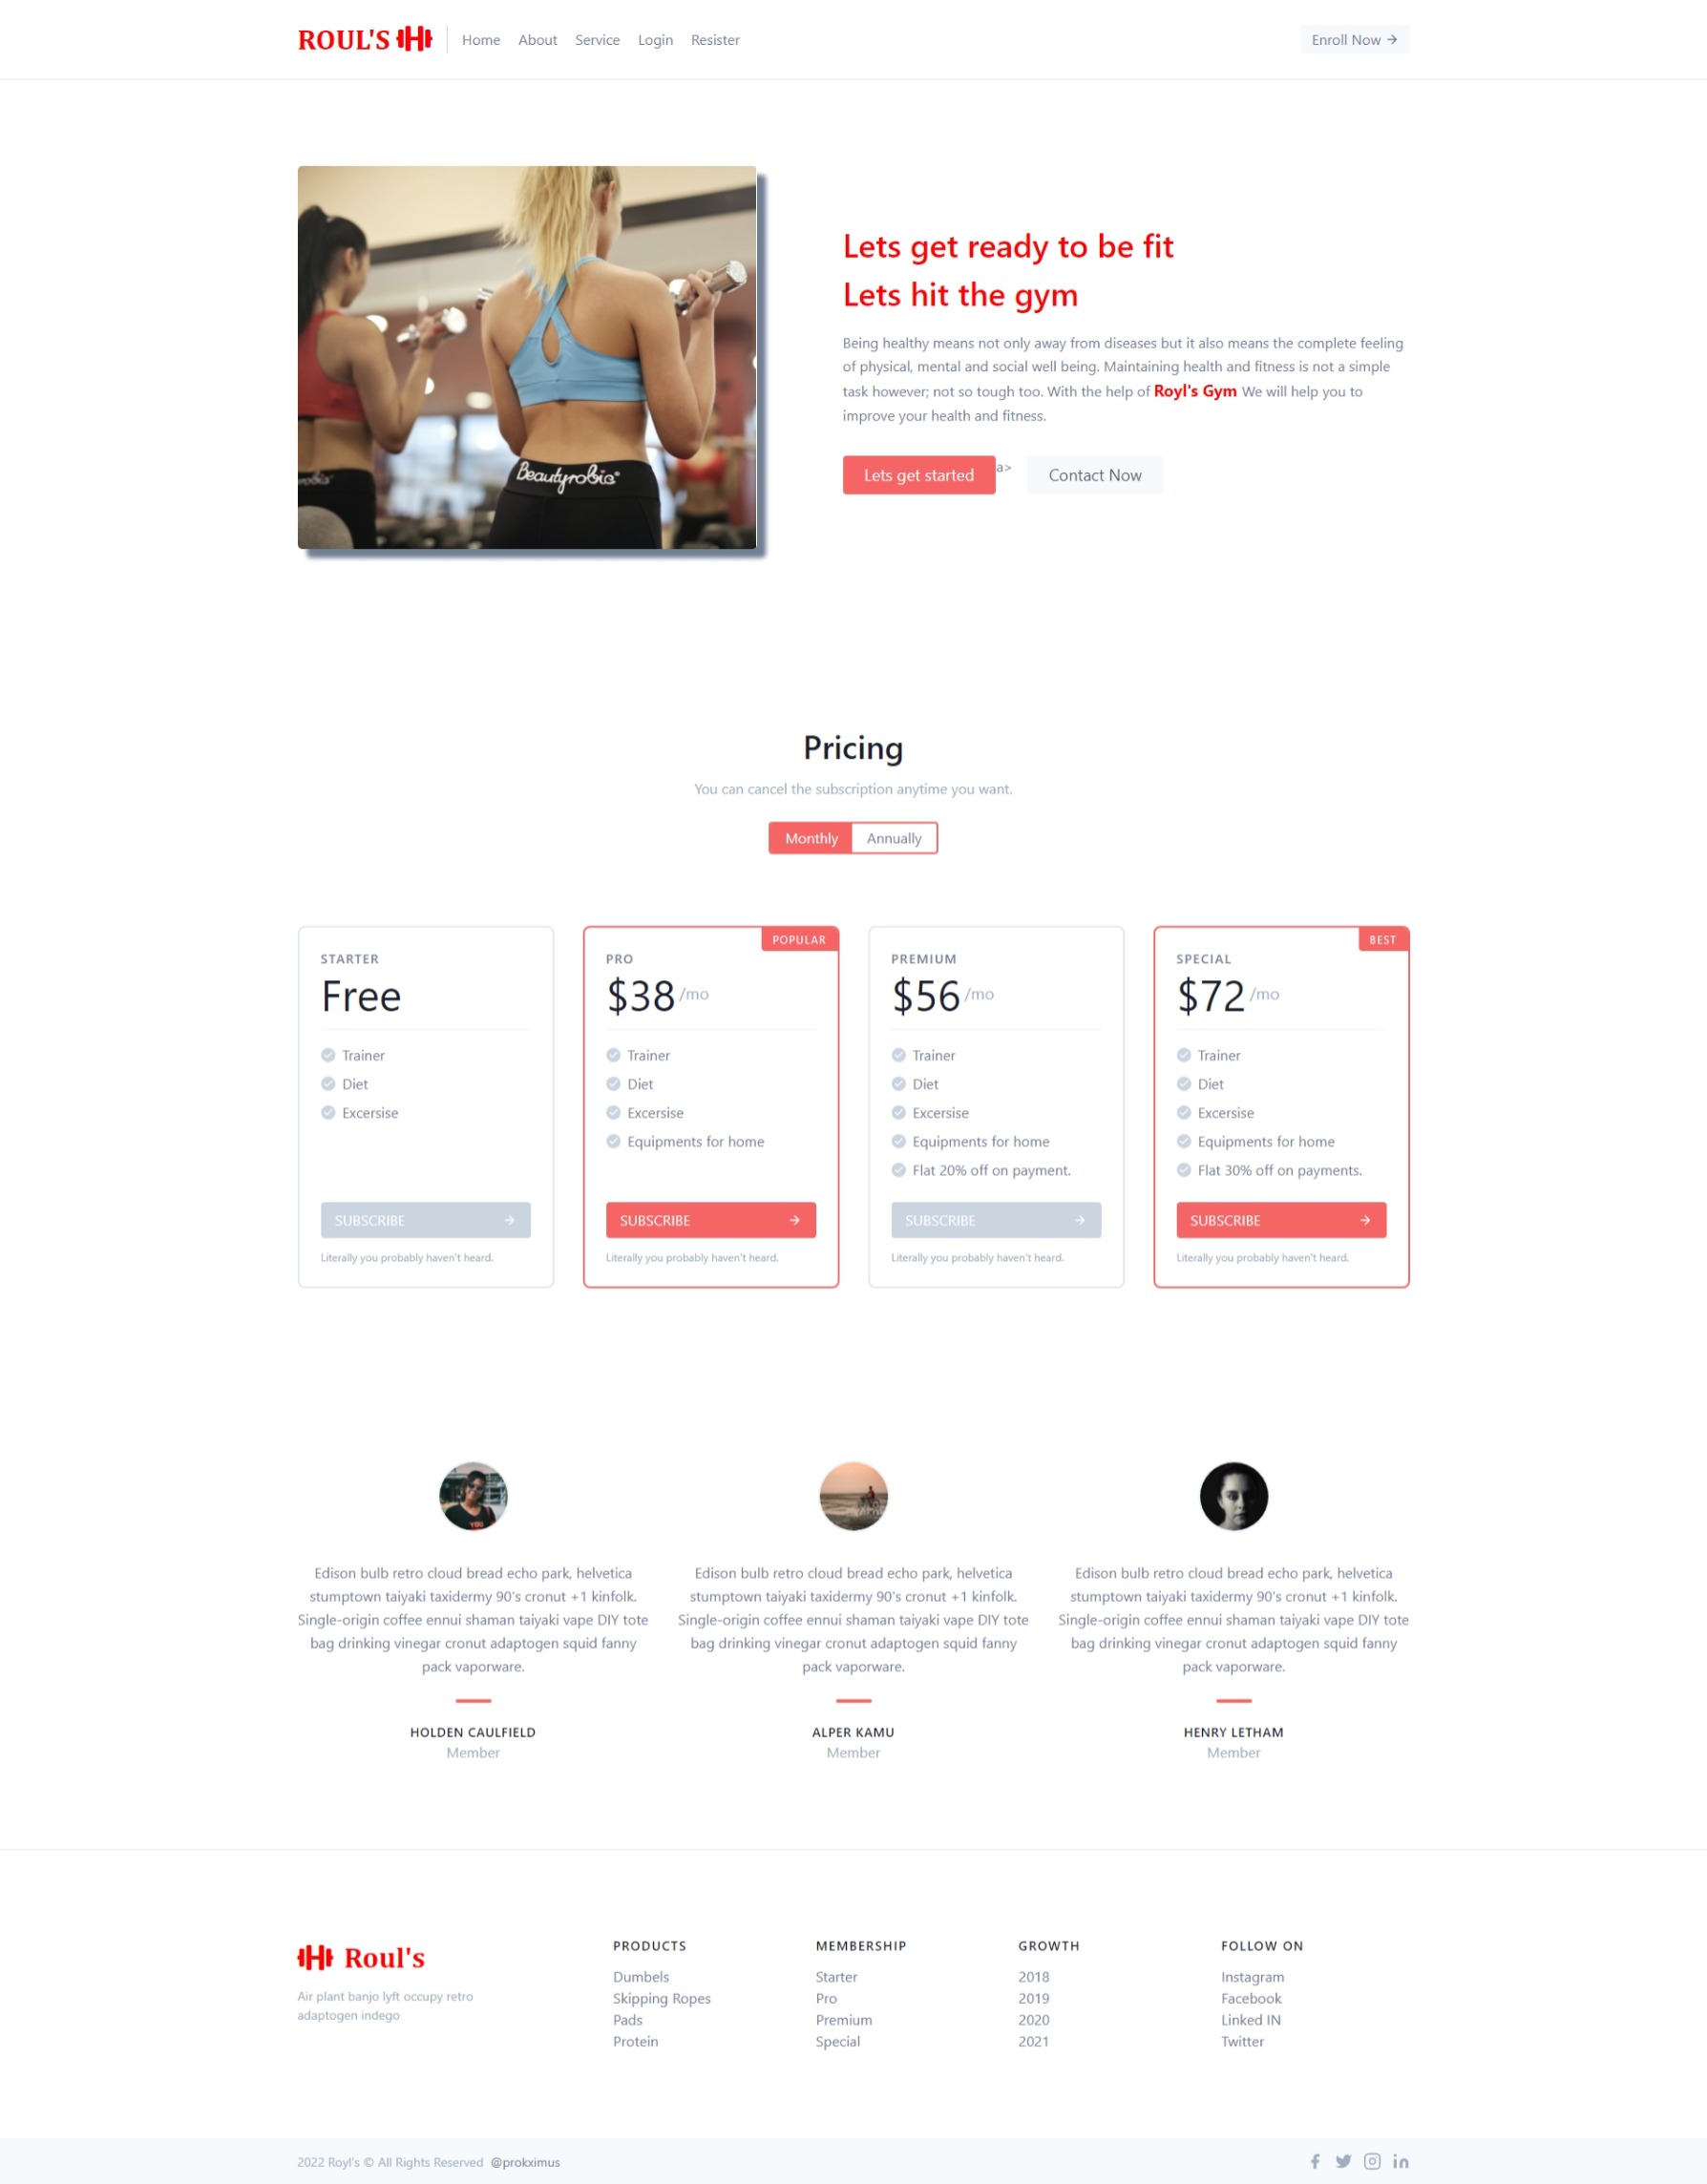 ROUL'S
Home About Service Login Resister
Enroll Now
Beautyrobic
Lets get ready to be fit
Lets hit the gym
Being healthy means not only away from diseases but it also means the complete feeling
of physical, mental and social well being. Maintaining health and fitness is not a simple
task however; not so tough too. With the help of Royl's Gym We will help you to
improve your health and fitness.
Lets get started a> Contact Now
Pricing
You can cancel the subscription anytime you want.
Monthly Annually
STARTER
Free
Trainer
Diet
Excersise
SUBSCRIBE
Literally you probably haven't heard.
POPULAR
PRO
$38 /mo
Trainer
Diet
Excersise
Equipments for home
SUBSCRIBE
Literally you probably haven't heard.
PREMIUM
$56 /mo
Trainer
Diet
Excersise
Equipments for home
Flat 20% off on payment.
SUBSCRIBE
Literally you probably haven't heard.
BEST
SPECIAL
$72 /mo
Trainer
Diet
Excersise
Equipments for home
Flat 30% off on payments.
SUBSCRIBE
Literally you probably haven't heard.
YOU
Edison bulb retro cloud bread echo park, helvetica
stumptown taiyaki taxidermy 90's cronut +1 kinfolk.
Single-origin coffee ennui shaman taiyaki vape DIY tote
bag drinking vinegar cronut adaptogen squid fanny
pack vaporware.
HOLDEN CAULFIELD
Member
Edison bulb retro cloud bread echo park, helvetica
stumptown taiyaki taxidermy 90's cronut +1 kinfolk.
Single-origin coffee ennui shaman taiyaki vape DIY tote
bag drinking vinegar cronut adaptogen squid fanny
pack vaporware.
ALPER KAMU
Member
Edison bulb retro cloud bread echo park, helvetica
stumptown taiyaki taxidermy 90's cronut +1 kinfolk.
Single-origin coffee ennui shaman taiyaki vape DIY tote
bag drinking vinegar cronut adaptogen squid fanny
pack vaporware.
HENRY LETHAM
Member
Roul's
Air plant banjo lyft occupy retro
adaptogen indego
PRODUCTS
Dumbels
Skipping Ropes
Pads
Protein
MEMBERSHIP
Starter
Pro
Premium
Special
GROWTH
2018
2019
2020
2021
FOLLOW ON
Instagram
Facebook
Linked IN
Twitter
2022 Royl's © All Rights Reserved @prokximus